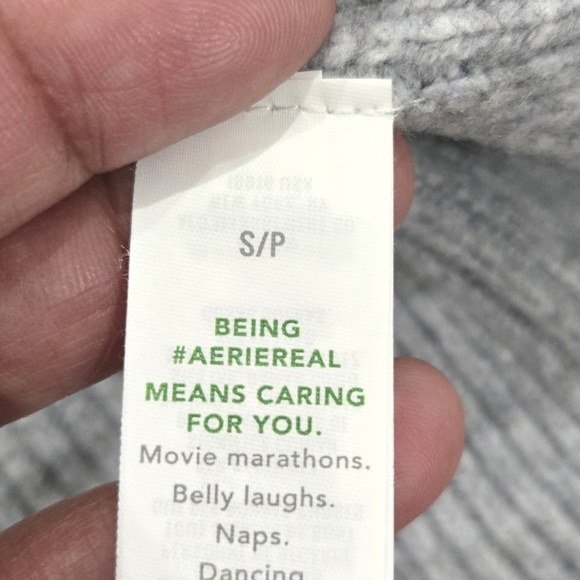 S/P
BEING
#AERIEREAL
MEANS CARING
FOR YOU.
Movie marathons.
Belly laughs.
Naps.
Dancing